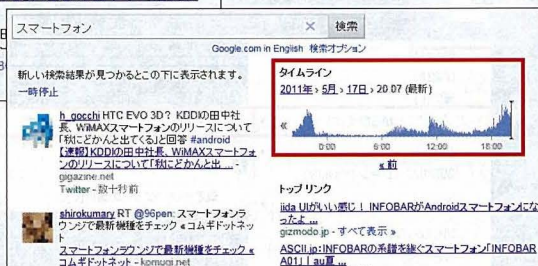 スマートフォン
検索
Google.com in English 検索オプション
新しい検索結果が見つかるとこの下に表示されます。
一時停止
h_gocchi HTC EVO 3D? KDDIの田中社
長、WiMAXスマートフォンのリリースについて
「秋にどかんと出てくる」と回答 #android
【速報】KDDIの田中社長、WiMAXスマートフォ
ンのリリースについて「秋にどかんと出 ... -
gigazine.net
Twitter - 数十秒前
shirokumary RT @96pen: スマートフォンラ
ウンジで最新機種をチェック « コムギドットネッ
ト
スマートフォンラウンジで最新機種をチェック «
コムギドットネット - komugi.net
タイムライン
2011年 › 5月 › 17日 › 20:07 (最新)
«
0:00 6:00 12:00 18:00
« 前
トップ リンク
iida UIがいい感じ! INFOBARがAndroidスマートフォンにな
ったよ ...
gizmodo.jp - すべて表示 »
ASCII.jp:INFOBARの系譜を継ぐスマートフォン「INFOBAR
A01」｜au夏 ...